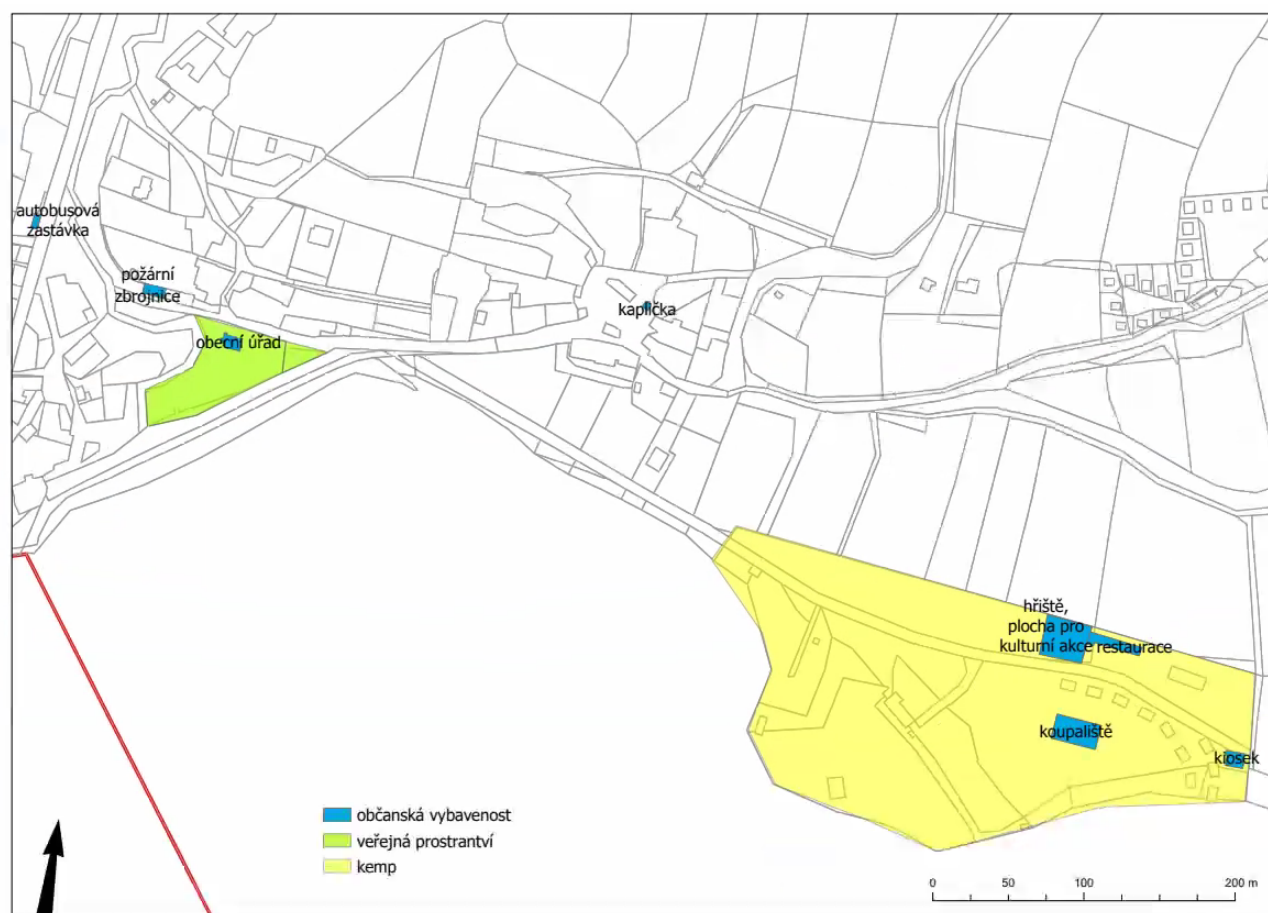 autobusová
zastávka
požární
zbrojnice
obecní úřad
kaplička
hřiště,
plocha pro
kulturní akce
restaurace
koupaliště
kiosek
občanská vybavenost
veřejná prostrantví
kemp
0 50 100 200 m